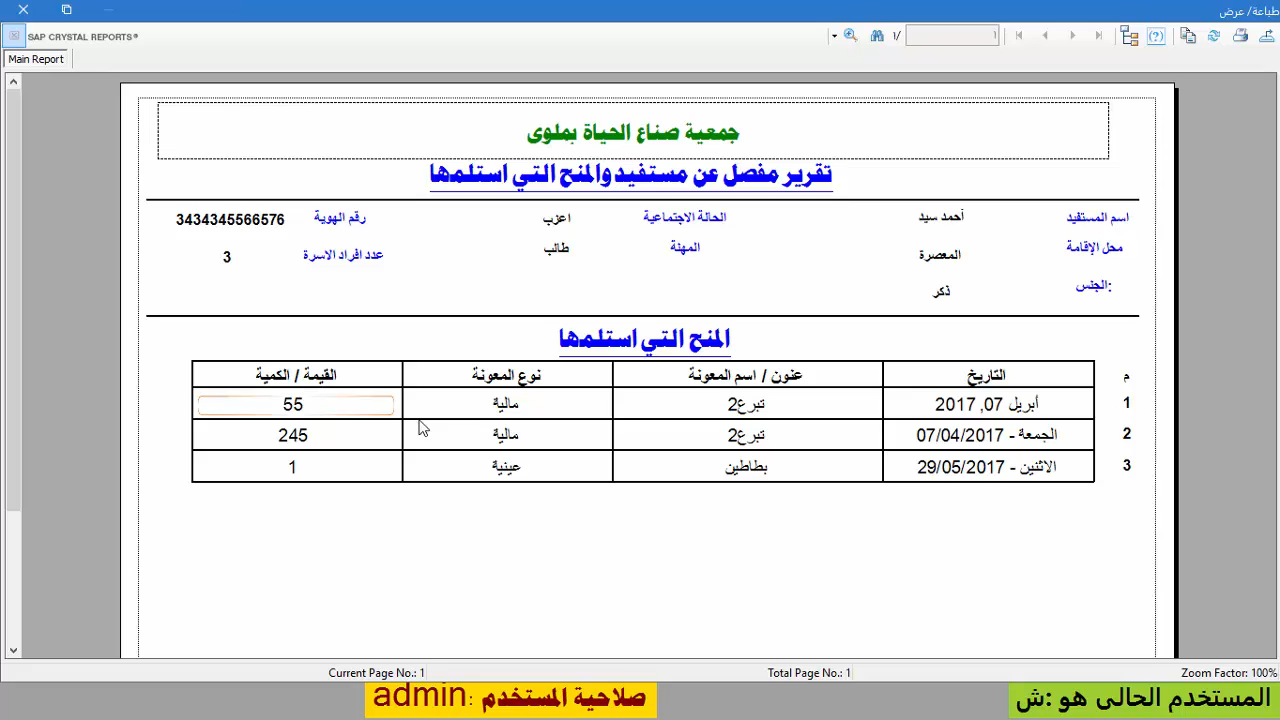 طباعة/ عرض
SAP CRYSTAL REPORTS®
1 /1
Main Report
جمعية صناع الحياة بملوى
تقرير مفصل عن مستفيد والمنح التي استلمها
اسم المستفيد أحمد سيد الحالة الاجتماعية اعزب رقم الهوية 3434345566576
محل الإقامة المعصرة المهنة طالب عدد افراد الاسرة 3
الجنس: ذكر
المنح التي استلمها
م التاريخ عنون / اسم المعونة نوع المعونة القيمة / الكمية
1 أبريل 07, 2017 تبرع2 مالية 55
2 الجمعة - 07/04/2017 تبرع2 مالية 245
3 الاثنين - 29/05/2017 بطاطين عينية 1
Current Page No.: 1 Total Page No.: 1 Zoom Factor: 100%
المستخدم الحالى هو :ش صلاحية المستخدم :admin